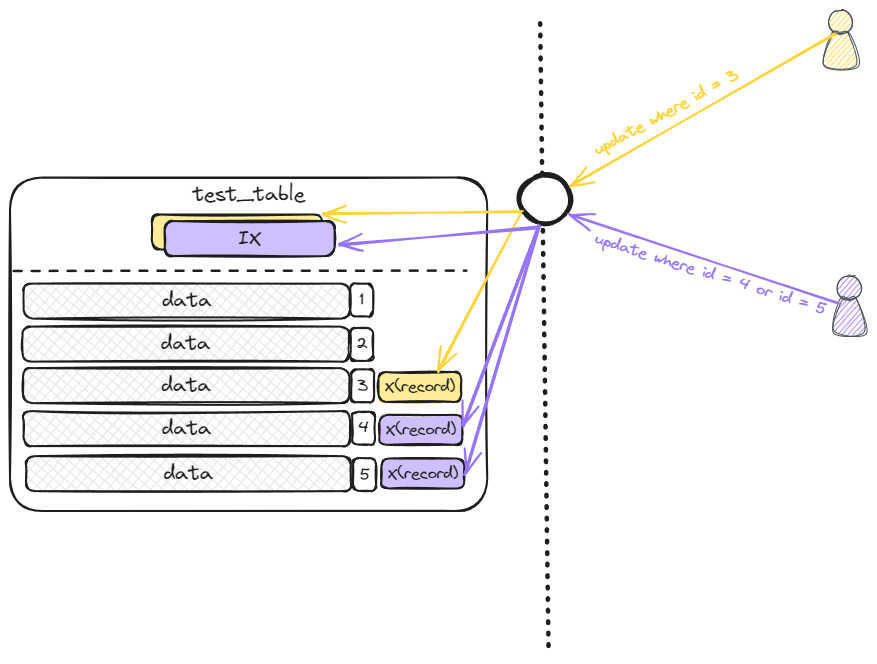 update where id = 3
test_table
IX
update where id = 4 or id = 5
data 1
data 2
data 3 X(record)
data 4 X(record)
data 5 X(record)